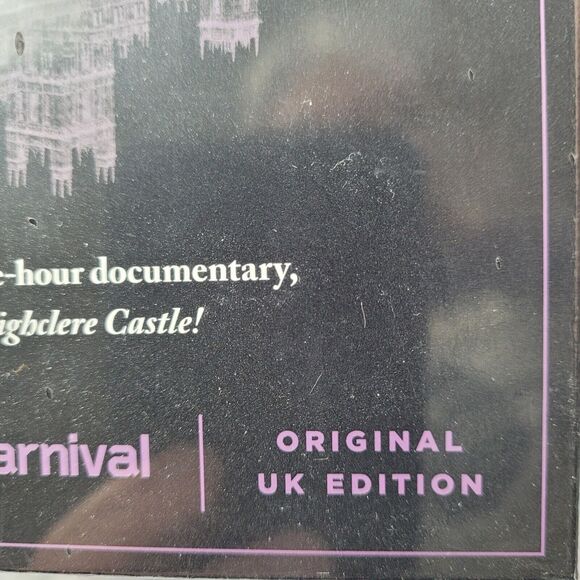 e-hour documentary,
ighclere Castle!
arnival
ORIGINAL
UK EDITION